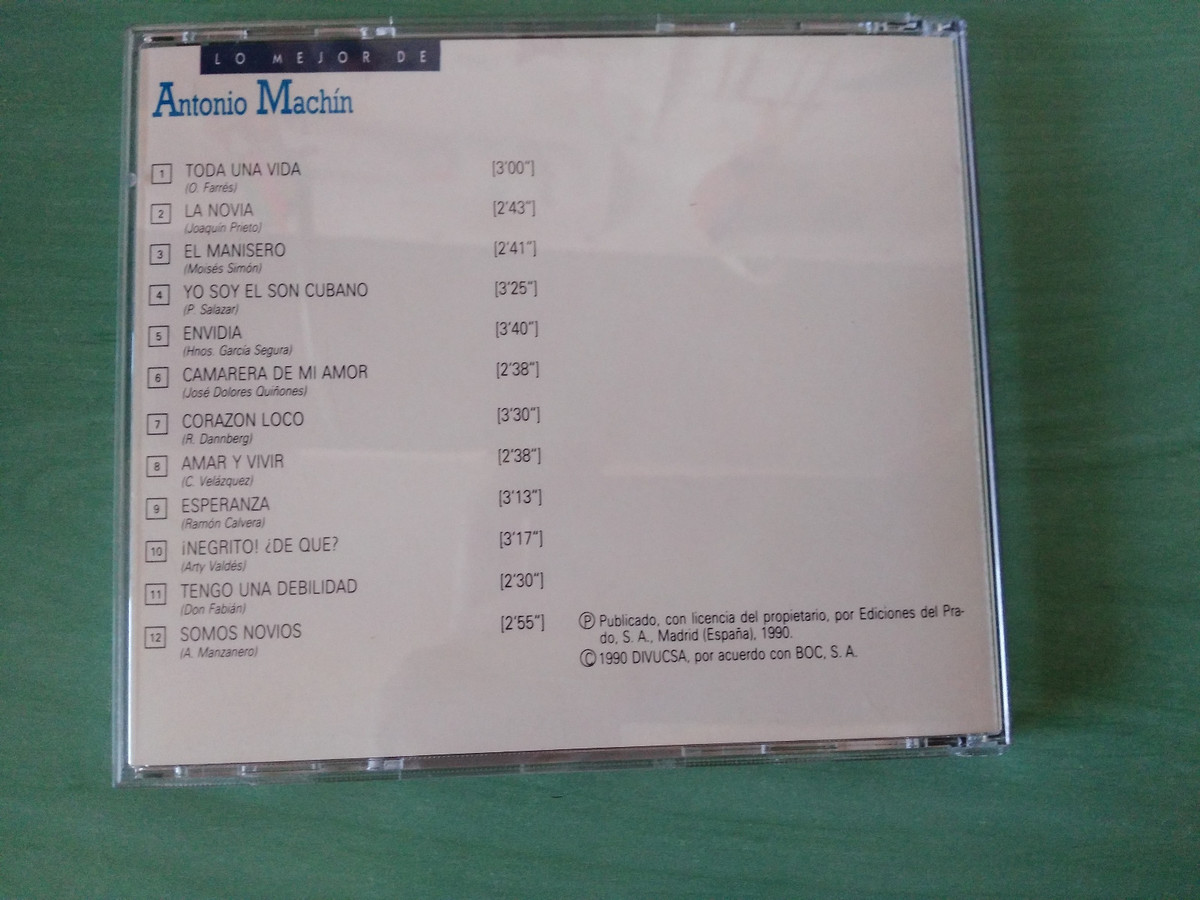 LO MEJOR DE
Antonio Machín
1 TODA UNA VIDA [3'00"]
(O. Farrés)
2 LA NOVIA [2'43"]
(Joaquín Prieto)
3 EL MANISERO [2'41"]
(Moisés Simón)
4 YO SOY EL SON CUBANO [3'25"]
(P. Salazar)
5 ENVIDIA [3'40"]
(Hnos. García Segura)
6 CAMARERA DE MI AMOR [2'38"]
(José Dolores Quiñones)
7 CORAZON LOCO [3'30"]
(R. Dannberg)
8 AMAR Y VIVIR [2'38"]
(C. Velázquez)
9 ESPERANZA [3'13"]
(Ramón Calvera)
10 ¡NEGRITO! ¿DE QUE? [3'17"]
(Arty Valdés)
11 TENGO UNA DEBILIDAD [2'30"]
(Don Fabián)
12 SOMOS NOVIOS [2'55"]
(A. Manzanero)
Ⓟ Publicado, con licencia del propietario, por Ediciones del Pra-
do, S. A., Madrid (España), 1990.
© 1990 DIVUCSA, por acuerdo con BOC, S. A.